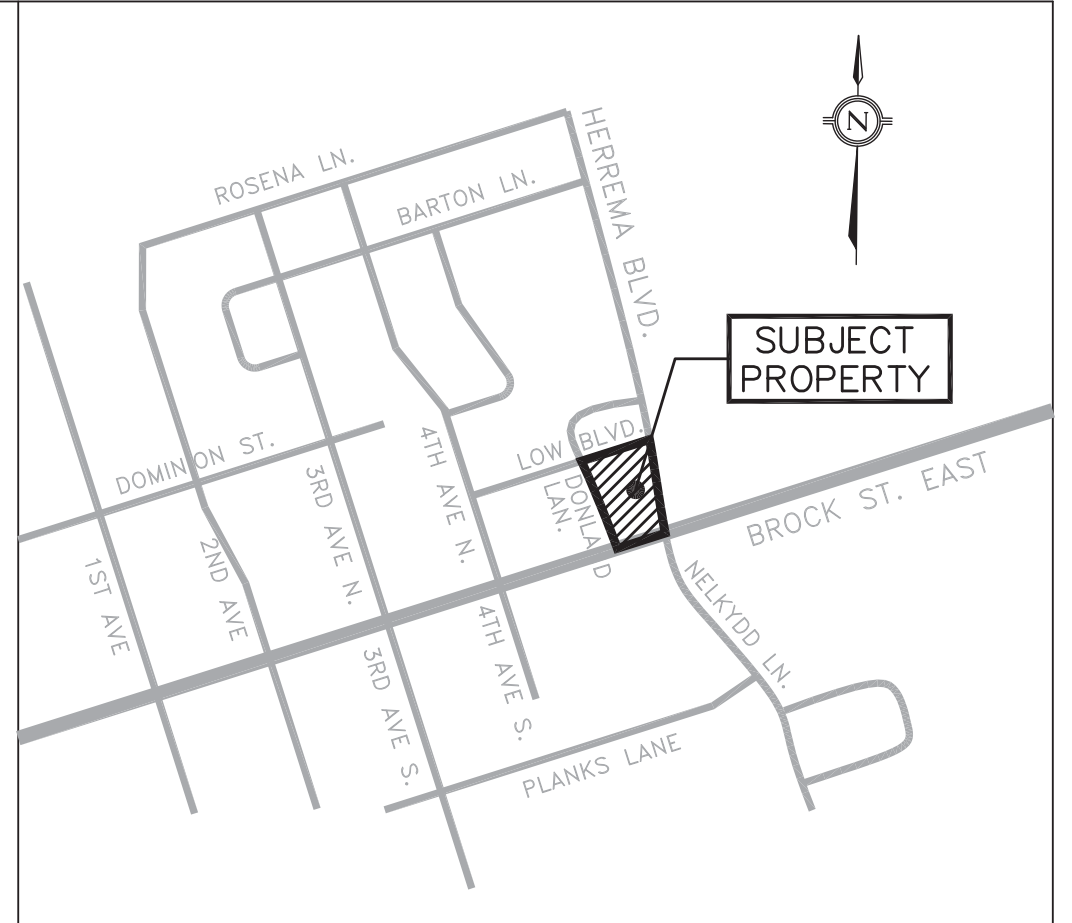 N
ROSENA LN.
BARTON LN.
HERREMA BLVD.
SUBJECT
PROPERTY
LOW BLVD.
DOMINION ST.
4TH AVE N.
DONLAND
LAN.
BROCK ST. EAST
3RD AVE N.
1ST AVE
2ND AVE
NELKYDD LN.
4TH AVE S.
3RD AVE S.
PLANKS LANE